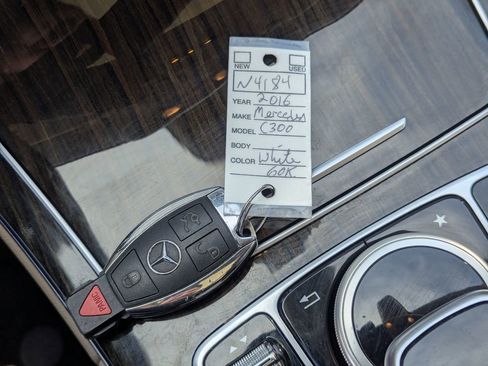 NEW USED
N4184
YEAR 2016
MAKE Mercedes
MODEL C300
BODY
COLOR White
60K
PANIC